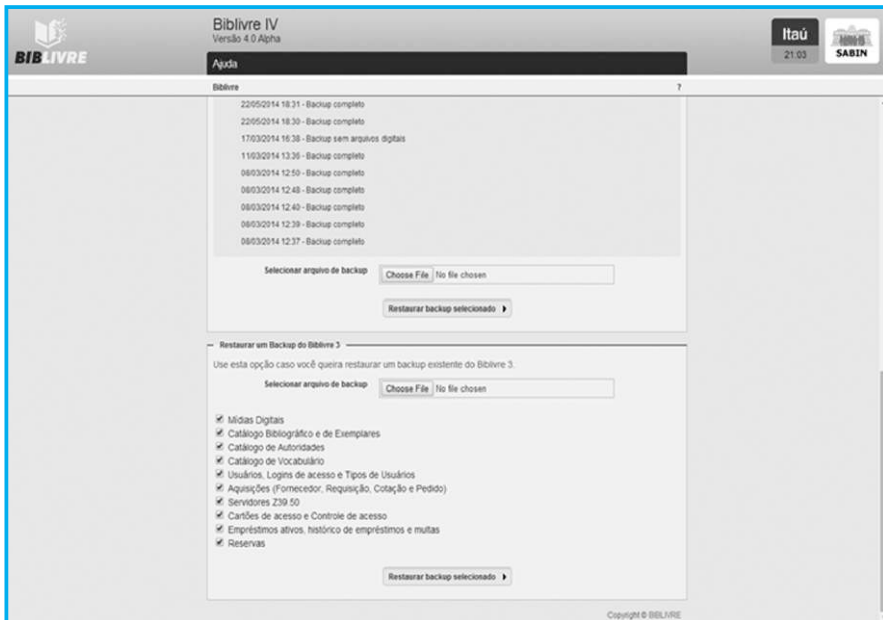 BIBLIVRE
Biblivre IV
Versão 4.0 Alpha
Itaú
21:03
SABIN
Ajuda
Biblivre ?
22/05/2014 18:31 - Backup completo
22/05/2014 18:30 - Backup completo
17/03/2014 16:38 - Backup sem arquivos digitais
11/03/2014 13:35 - Backup completo
08/03/2014 12:50 - Backup completo
08/03/2014 12:48 - Backup completo
08/03/2014 12:40 - Backup completo
08/03/2014 12:39 - Backup completo
08/03/2014 12:37 - Backup completo
Selecionar arquivo de backup Choose File No file chosen
Restaurar backup selecionado
Restaurar um Backup do Biblivre 3
Use esta opção caso você queira restaurar um backup existente do Biblivre 3.
Selecionar arquivo de backup Choose File No file chosen
Mídias Digitais
Catálogo Bibliográfico e de Exemplares
Catálogo de Autoridades
Catálogo de Vocabulário
Usuários, Logins de acesso e Tipos de Usuários
Aquisições (Fornecedor, Requisição, Cotação e Pedido)
Servidores Z39.50
Cartões de acesso e Controle de acesso
Empréstimos ativos, histórico de empréstimos e multas
Reservas
Restaurar backup selecionado
Copyright © BIBLIVRE